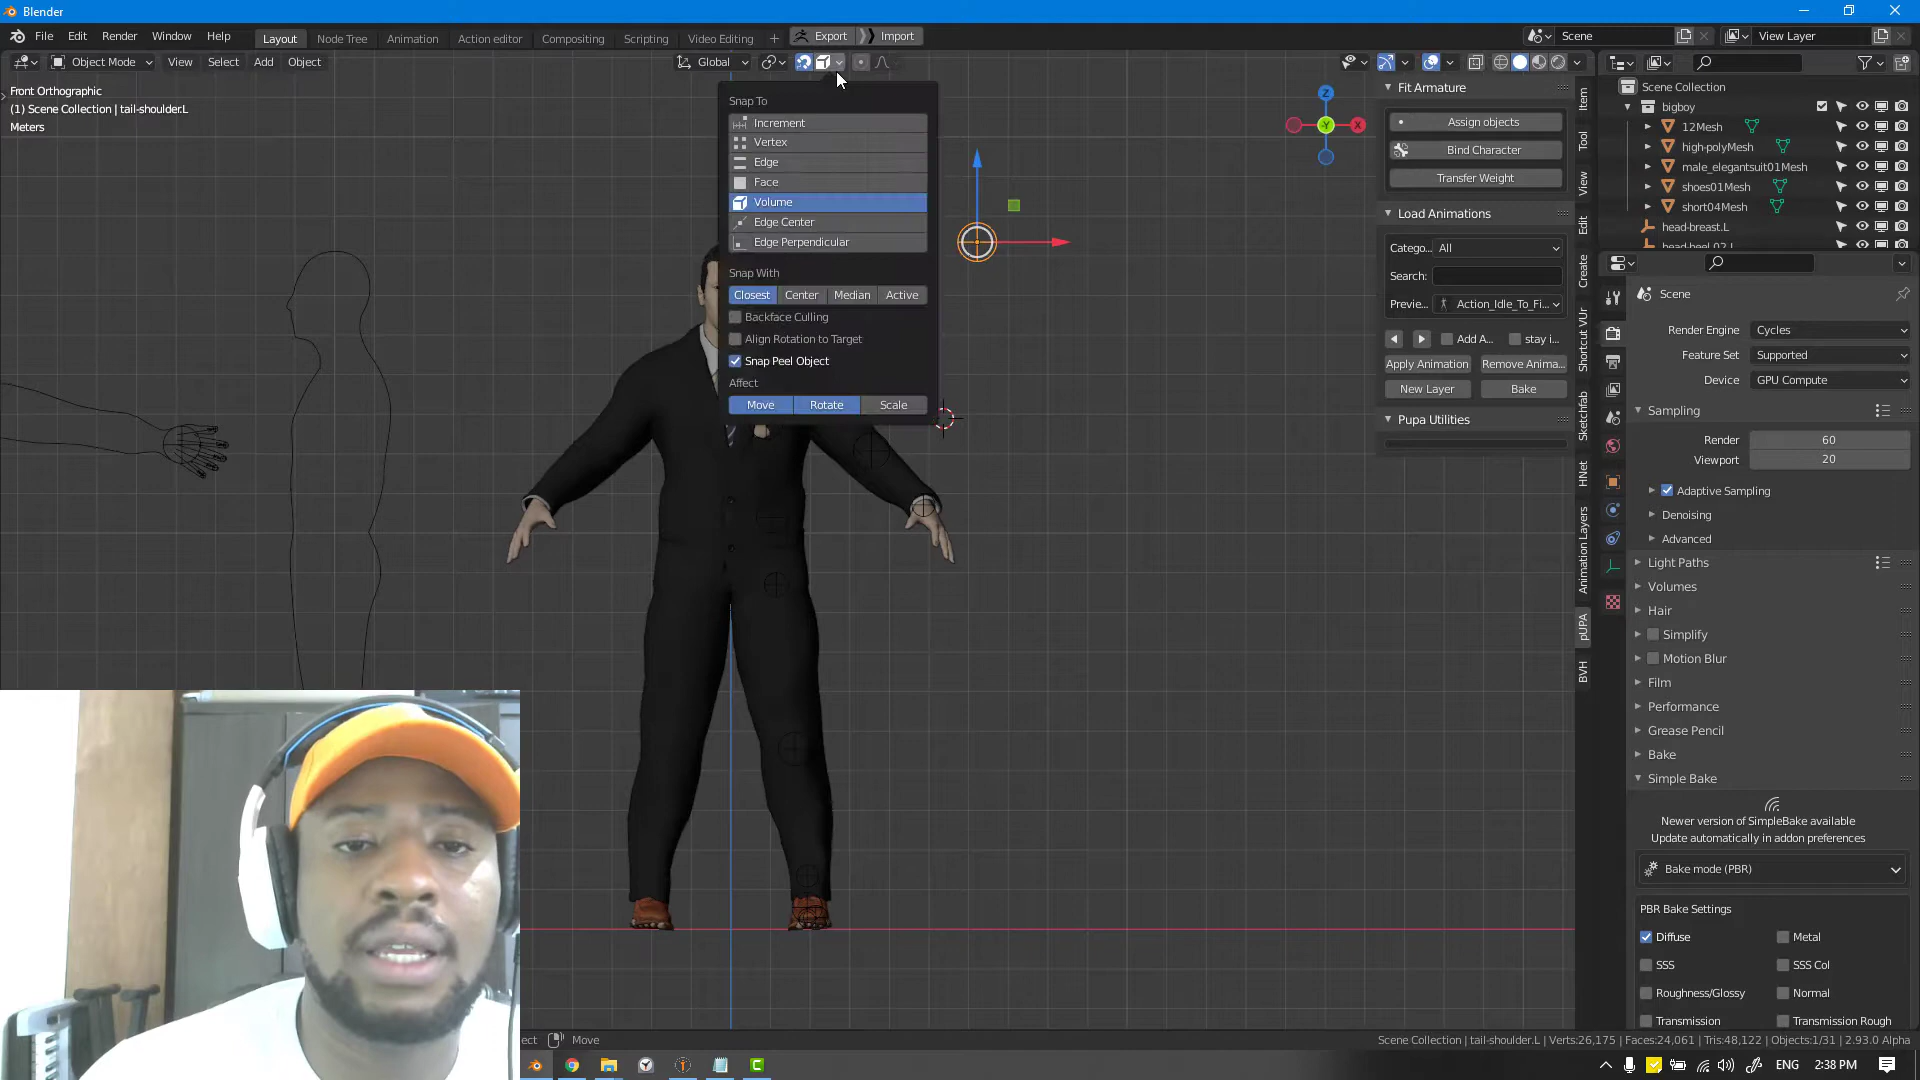 Blender
File Edit Render Window Help
Layout Node Tree Animation Action editor Compositing Scripting Video Editing + Export Import
Scene View Layer
Object Mode View Select Add Object
Global
Front Orthographic
(1) Scene Collection | tail-shoulder.L
Meters
Snap To
Increment
Vertex
Edge
Face
Volume
Edge Center
Edge Perpendicular
Snap With
Closest Center Median Active
Backface Culling
Align Rotation to Target
Snap Peel Object
Affect
Move Rotate Scale
Z
Y
X
Fit Armature
Assign objects
Bind Character
Transfer Weight
Load Animations
Catego... All
Search:
Previe... Action_Idle_To_Fi...
Add A... stay i...
Apply Animation Remove Anima...
New Layer Bake
Pupa Utilities
Item
Tool
View
Edit
Create
Shortcut VUr
Sketchfab
HNet
Animation Layers
pUPA
BVH
Scene Collection
bigboy
12Mesh
high-polyMesh
male_elegantsuit01Mesh
shoes01Mesh
short04Mesh
head-breast.L
head-heel.02.L
Scene
Render Engine Cycles
Feature Set Supported
Device GPU Compute
Sampling
Render 60
Viewport 20
Adaptive Sampling
Denoising
Advanced
Light Paths
Volumes
Hair
Simplify
Motion Blur
Film
Performance
Grease Pencil
Bake
Simple Bake
Newer version of SimpleBake available
Update automatically in addon preferences
Bake mode (PBR)
PBR Bake Settings
Diffuse Metal
SSS SSS Col
Roughness/Glossy Normal
Transmission Transmission Rough
ect Move
Scene Collection | tail-shoulder.L | Verts:26,175 | Faces:24,061 | Tris:48,122 | Objects:1/31 | 2.93.0 Alpha
ENG 2:38 PM